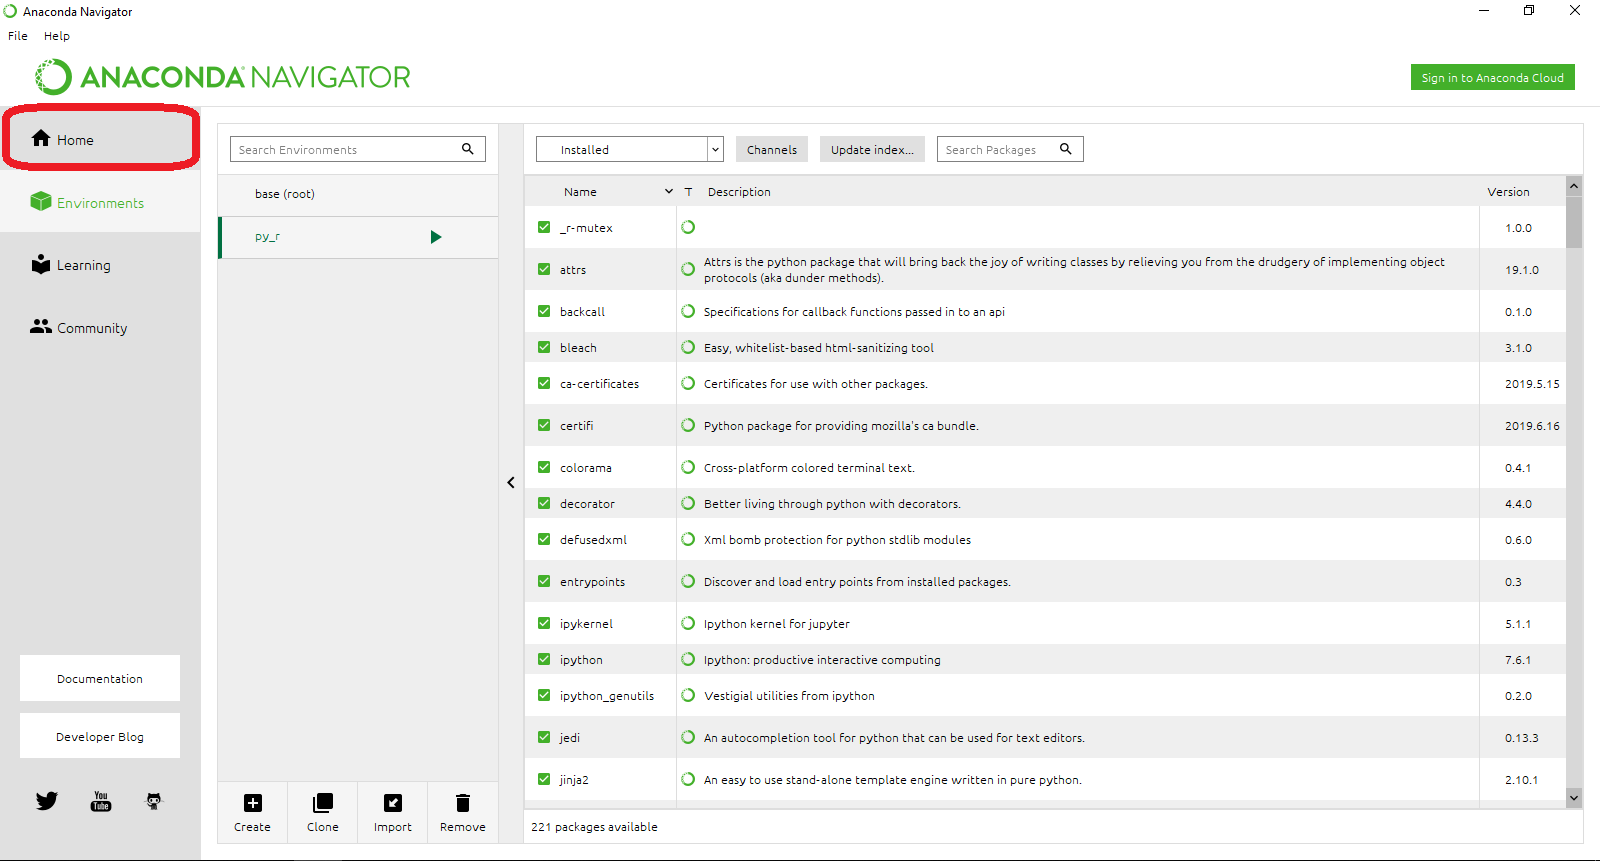 Anaconda Navigator
File Help
ANACONDA NAVIGATOR
Sign in to Anaconda Cloud
Home
Environments
Learning
Community
Documentation
Developer Blog
You
Tube
Search Environments
base (root)
py_r
Create Clone Import Remove
Installed Channels Update index... Search Packages
Name T Description Version
_r-mutex 1.0.0
attrs Attrs is the python package that will bring back the joy of writing classes by relieving you from the drudgery of implementing object 19.1.0
protocols (aka dunder methods).
backcall Specifications for callback functions passed in to an api 0.1.0
bleach Easy, whitelist-based html-sanitizing tool 3.1.0
ca-certificates Certificates for use with other packages. 2019.5.15
certifi Python package for providing mozilla's ca bundle. 2019.6.16
colorama Cross-platform colored terminal text. 0.4.1
decorator Better living through python with decorators. 4.4.0
defusedxml Xml bomb protection for python stdlib modules 0.6.0
entrypoints Discover and load entry points from installed packages. 0.3
ipykernel Ipython kernel for jupyter 5.1.1
ipython Ipython: productive interactive computing 7.6.1
ipython_genutils Vestigial utilities from ipython 0.2.0
jedi An autocompletion tool for python that can be used for text editors. 0.13.3
jinja2 An easy to use stand-alone template engine written in pure python. 2.10.1
221 packages available